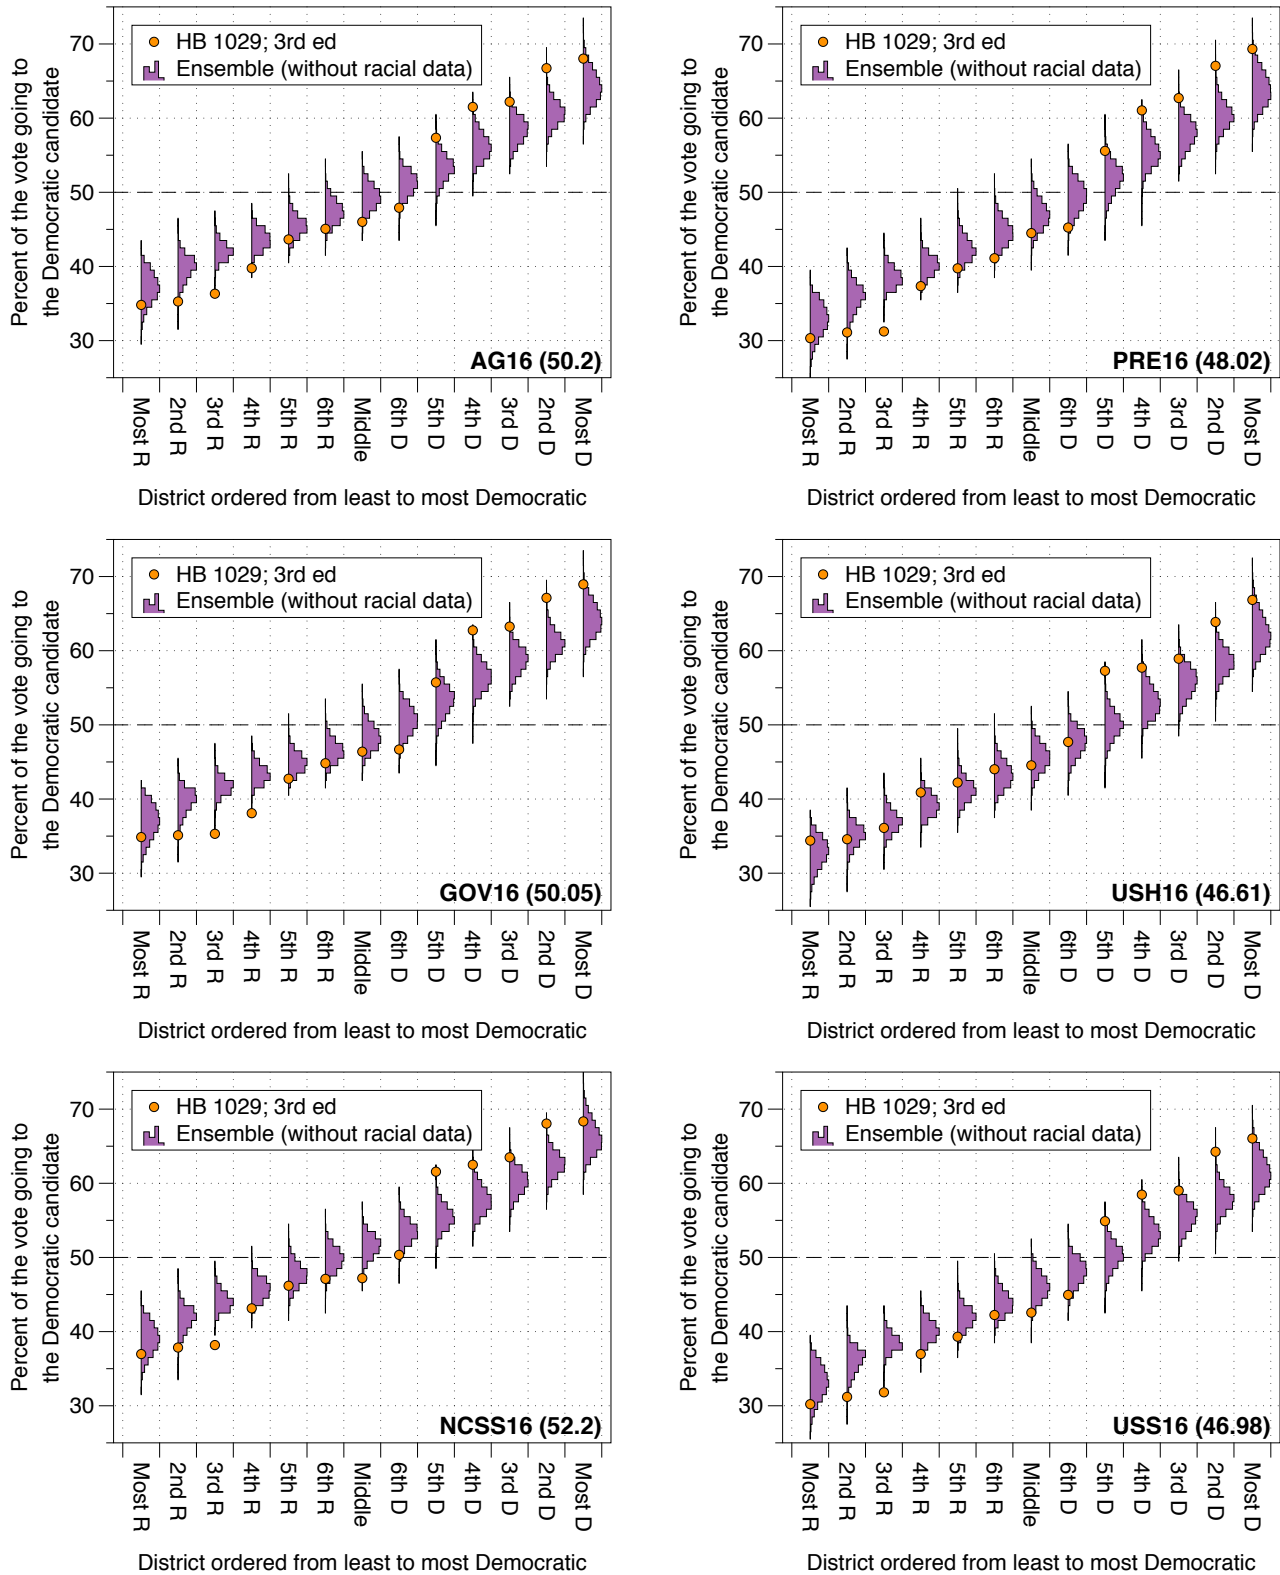 Percent of the vote going to
the Democratic candidate
70
60
50
40
30
HB 1029; 3rd ed
Ensemble (without racial data)
AG16 (50.2)
Most R
2nd R
3rd R
4th R
5th R
6th R
Middle
6th D
5th D
4th D
3rd D
2nd D
Most D
District ordered from least to most Democratic
Percent of the vote going to
the Democratic candidate
70
60
50
40
30
HB 1029; 3rd ed
Ensemble (without racial data)
PRE16 (48.02)
Most R
2nd R
3rd R
4th R
5th R
6th R
Middle
6th D
5th D
4th D
3rd D
2nd D
Most D
District ordered from least to most Democratic
Percent of the vote going to
the Democratic candidate
70
60
50
40
30
HB 1029; 3rd ed
Ensemble (without racial data)
GOV16 (50.05)
Most R
2nd R
3rd R
4th R
5th R
6th R
Middle
6th D
5th D
4th D
3rd D
2nd D
Most D
District ordered from least to most Democratic
Percent of the vote going to
the Democratic candidate
70
60
50
40
30
HB 1029; 3rd ed
Ensemble (without racial data)
USH16 (46.61)
Most R
2nd R
3rd R
4th R
5th R
6th R
Middle
6th D
5th D
4th D
3rd D
2nd D
Most D
District ordered from least to most Democratic
Percent of the vote going to
the Democratic candidate
70
60
50
40
30
HB 1029; 3rd ed
Ensemble (without racial data)
NCSS16 (52.2)
Most R
2nd R
3rd R
4th R
5th R
6th R
Middle
6th D
5th D
4th D
3rd D
2nd D
Most D
District ordered from least to most Democratic
Percent of the vote going to
the Democratic candidate
70
60
50
40
30
HB 1029; 3rd ed
Ensemble (without racial data)
USS16 (46.98)
Most R
2nd R
3rd R
4th R
5th R
6th R
Middle
6th D
5th D
4th D
3rd D
2nd D
Most D
District ordered from least to most Democratic